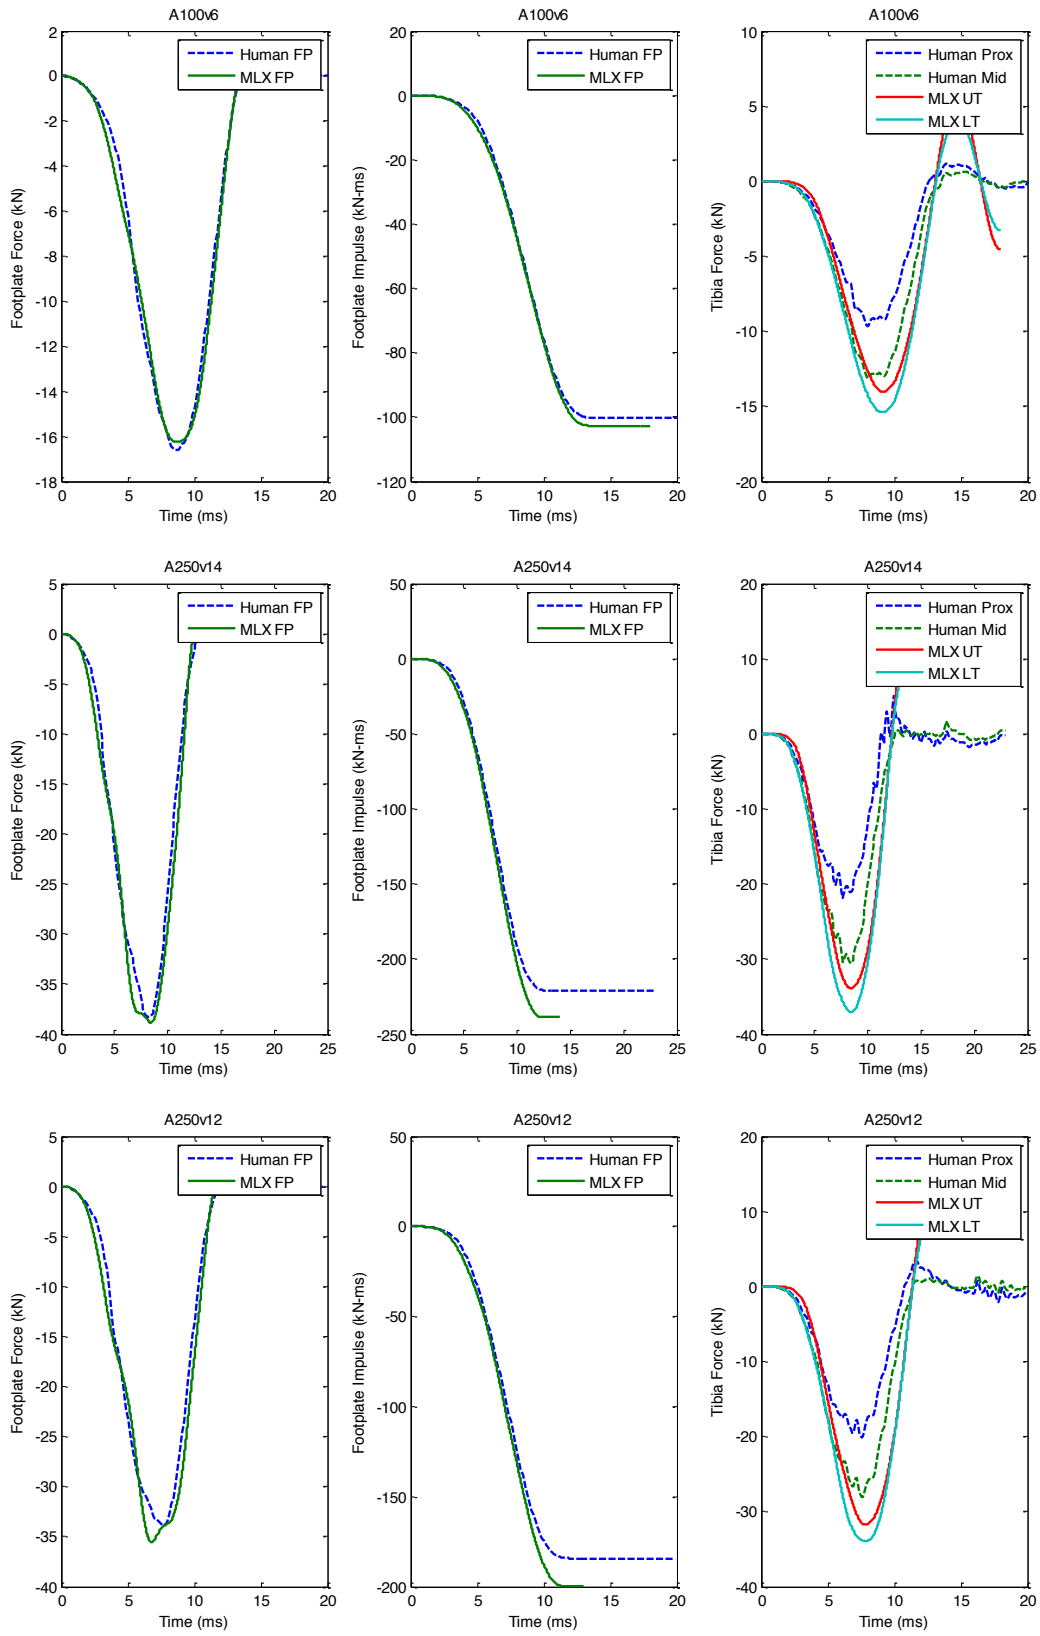 A100v6
2
0
-2
-4
-6
-8
-10
-12
-14
-16
-18
0 5 10 15 20
Footplate Force (kN)
Time (ms)
Human FP
MLX FP
A100v6
20
0
-20
-40
-60
-80
-100
-120
0 5 10 15 20
Footplate Impulse (kN-ms)
Time (ms)
Human FP
MLX FP
A100v6
10
5
0
-5
-10
-15
-20
0 5 10 15 20
Tibia Force (kN)
Time (ms)
Human Prox
Human Mid
MLX UT
MLX LT
A250v14
5
0
-5
-10
-15
-20
-25
-30
-35
-40
0 5 10 15 20 25
Footplate Force (kN)
Time (ms)
Human FP
MLX FP
A250v14
50
0
-50
-100
-150
-200
-250
0 5 10 15 20 25
Footplate Impulse (kN-ms)
Time (ms)
Human FP
MLX FP
A250v14
20
10
0
-10
-20
-30
-40
0 5 10 15 20 25
Tibia Force (kN)
Time (ms)
Human Prox
Human Mid
MLX UT
MLX LT
A250v12
5
0
-5
-10
-15
-20
-25
-30
-35
-40
0 5 10 15 20
Footplate Force (kN)
Time (ms)
Human FP
MLX FP
A250v12
50
0
-50
-100
-150
-200
0 5 10 15 20
Footplate Impulse (kN-ms)
Time (ms)
Human FP
MLX FP
A250v12
20
10
0
-10
-20
-30
-40
0 5 10 15 20
Tibia Force (kN)
Time (ms)
Human Prox
Human Mid
MLX UT
MLX LT